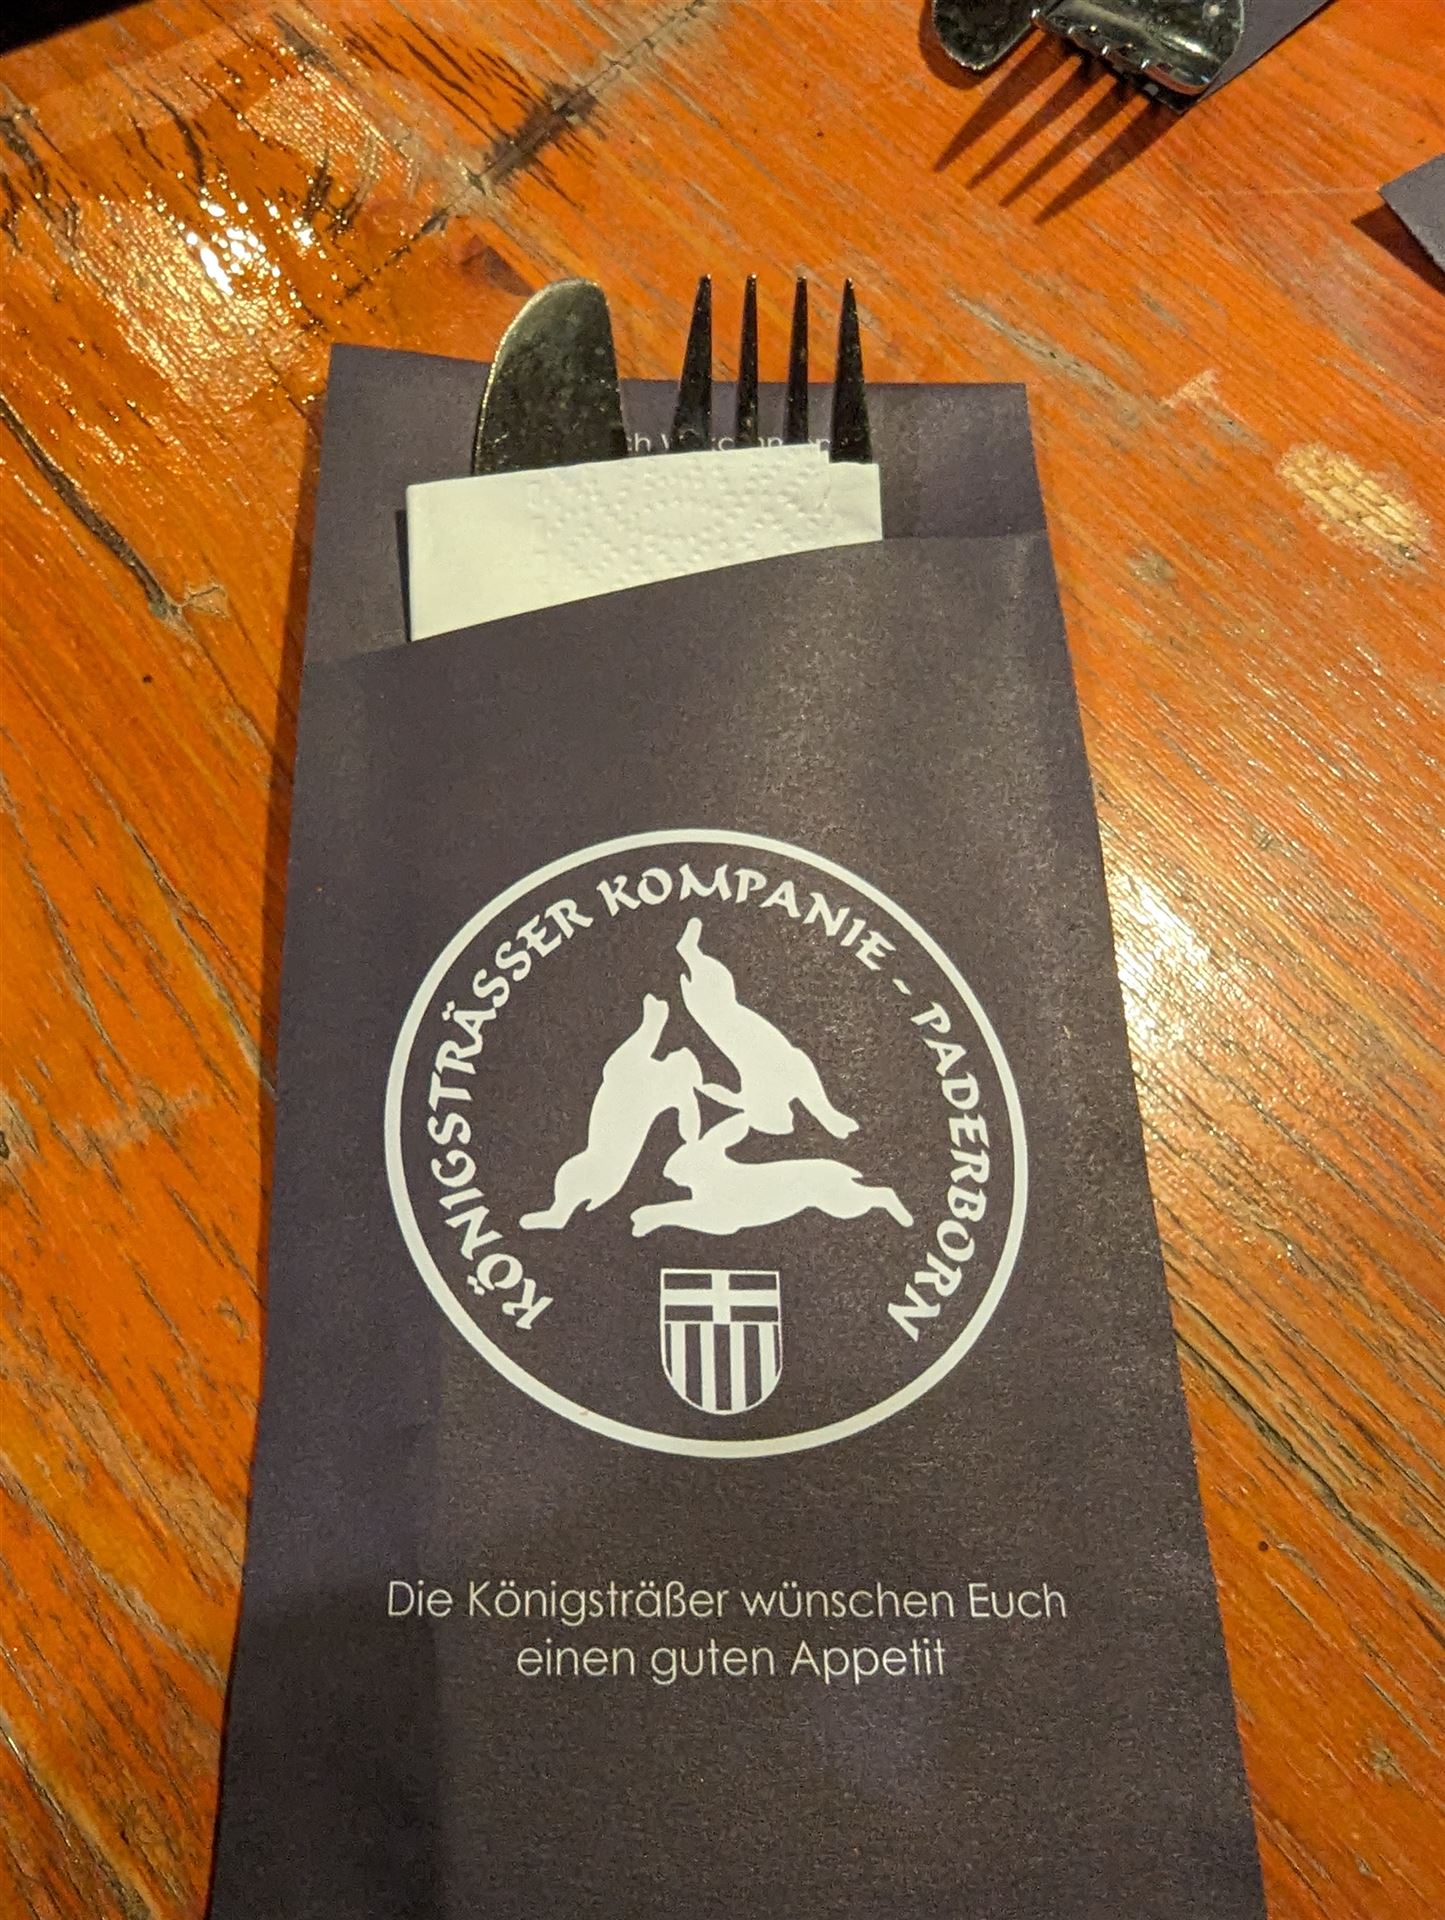 KÖNIGSTRÄSSER KOMPANIE - PADERBORN
Die Königsträßer wünschen Euch
einen guten Appetit